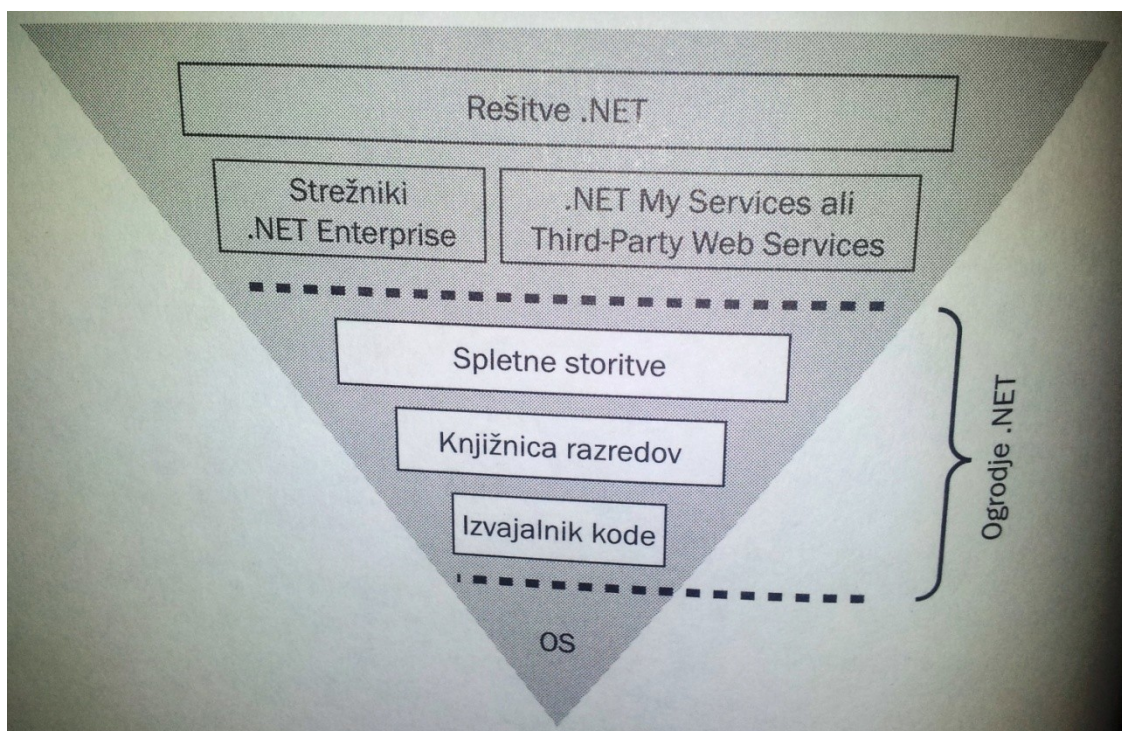 Rešitve .NET
Strežniki
.NET Enterprise
.NET My Services ali
Third-Party Web Services
Spletne storitve
Knjižnica razredov
Izvajalnik kode
OS
Ogrodje .NET